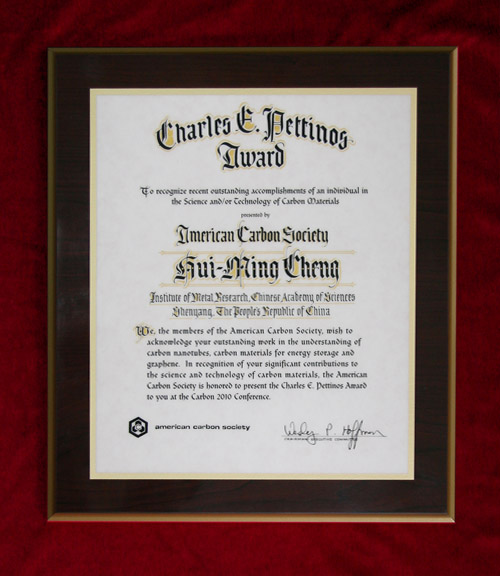 Charles E. Pettinos
Award
To recognize recent outstanding accomplishments of an individual in
the Science and/or Technology of Carbon Materials
presented by
American Carbon Society
Hui-Ming Cheng
Institute of Metal Research, Chinese Academy of Sciences
Shenyang, The People's Republic of China
We, the members of the American Carbon Society, wish to
acknowledge your outstanding work in the understanding of
carbon nanotubes, carbon materials for energy storage and
graphene. In recognition of your significant contributions to
the science and technology of carbon materials, the American
Carbon Society is honored to present the Charles E. Pettinos Award
to you at the Carbon 2010 Conference.
american carbon society
Wesley P. Hoffman
CHAIRMAN, EXECUTIVE COMMITTEE